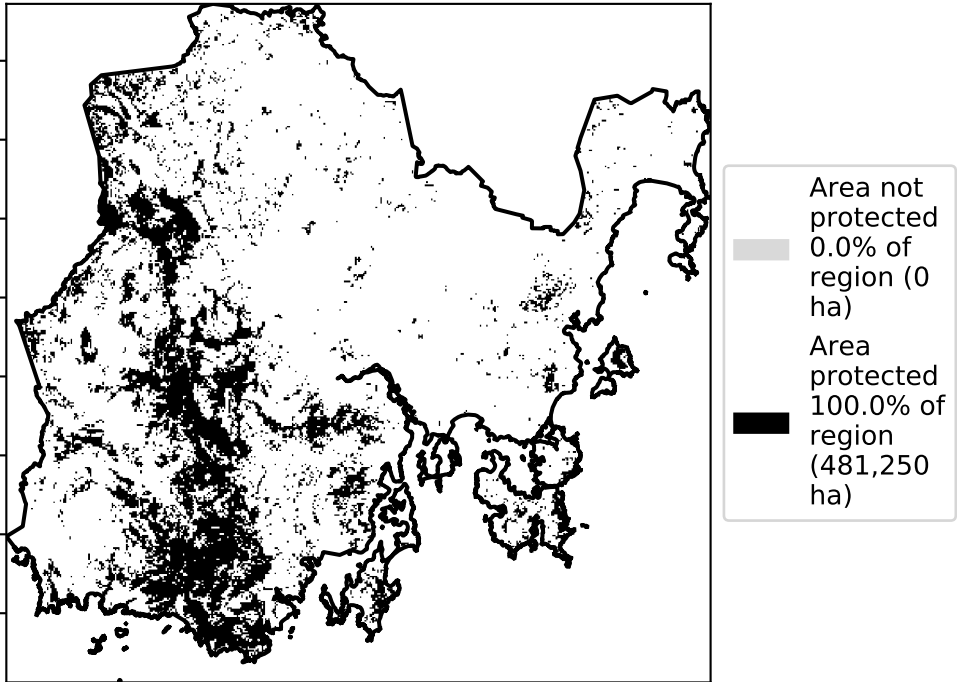 Area not
protected
0.0% of
region (0
ha)
Area
protected
100.0% of
region
(481,250
ha)